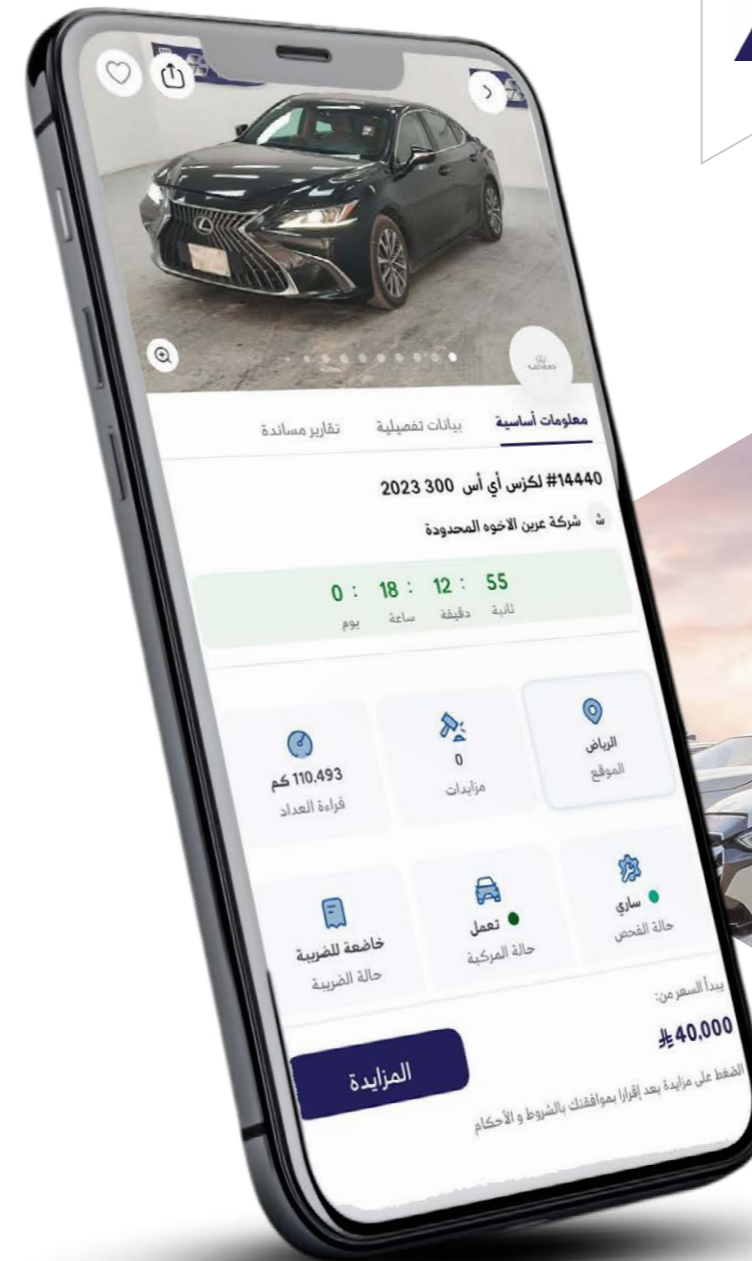 معلومات أساسية بيانات تفصيلية تقارير مساندة
#14440 لكزس أي أس 300 2023
ش شركة عرين الاخوه المحدودة
0 : 18 : 12 : 55
يوم ساعة دقيقة ثانية
الرياض 0 110,493 كم
الموقع مزايدات قراءة العداد
ساري تعمل خاضعة للضريبة
حالة الفحص حالة المركبة حالة الضريبة
يبدأ السعر من:
40,000
المزايدة
الضغط على مزايدة بعد إقرارا بموافقتك بالشروط و الأحكام